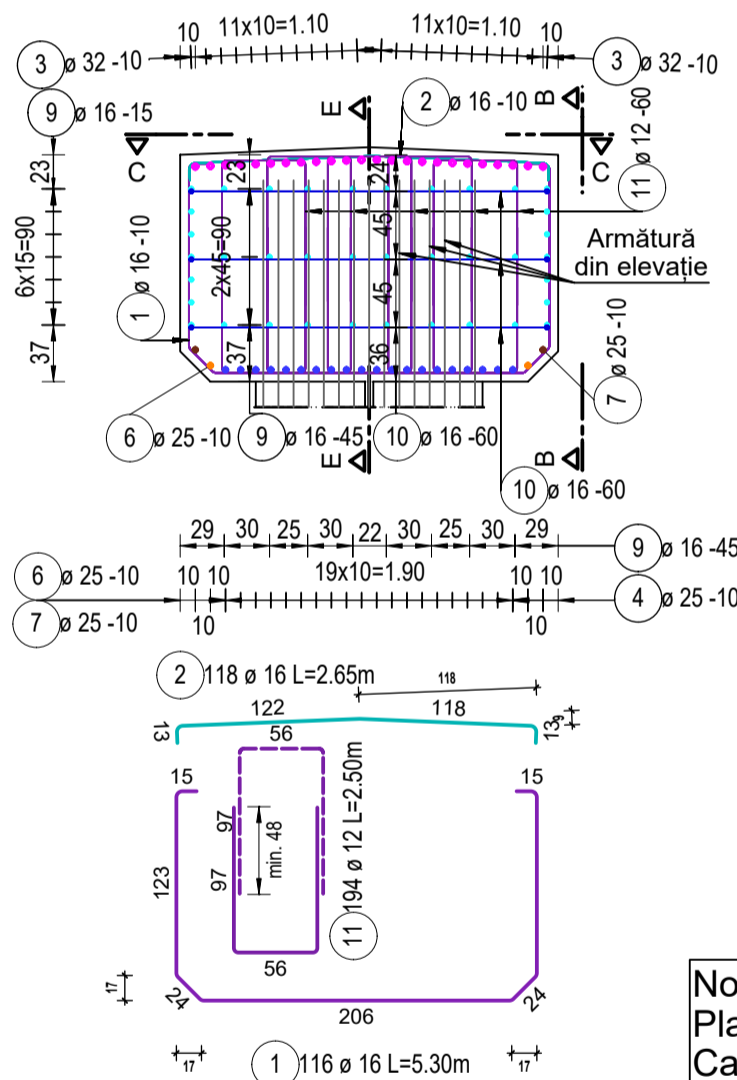 10
11x10=1.10
11x10=1.10
10
3 ø 32 -10
3 ø 32 -10
9 ø 16 -15
E
2 ø 16 -10
B
11 ø 12 -60
C
C
23
23
24
6x15=90
2x45=90
45
45
Armătură
din elevație
1 ø 16 -10
37
37
36
7 ø 25 -10
6 ø 25 -10
9 ø 16 -45
10 ø 16 -60
E
B
10 ø 16 -60
29 30 25 30 22 30 25 30 29
9 ø 16 -45
6 ø 25 -10
10 10
19x10=1.90
10 10
4 ø 25 -10
7 ø 25 -10
10
10
2 118 ø 16 L=2.65m
118
122
118
13
13
9
56
15
15
11 194 ø 12 L=2.50m
97
min. 48
97
123
56
17
24
206
24
17
1 116 ø 16 L=5.30m
17
No
Pla
Ca